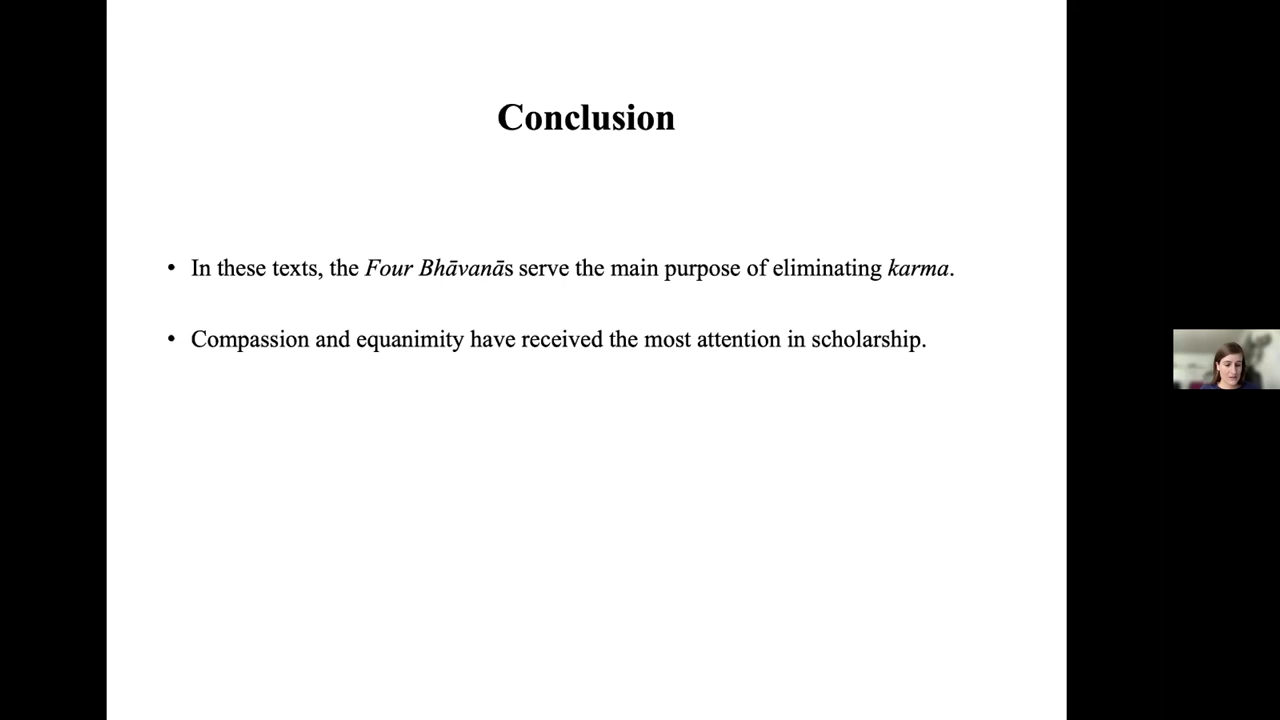 Conclusion
• In these texts, the Four Bhāvanās serve the main purpose of eliminating karma.
• Compassion and equanimity have received the most attention in scholarship.